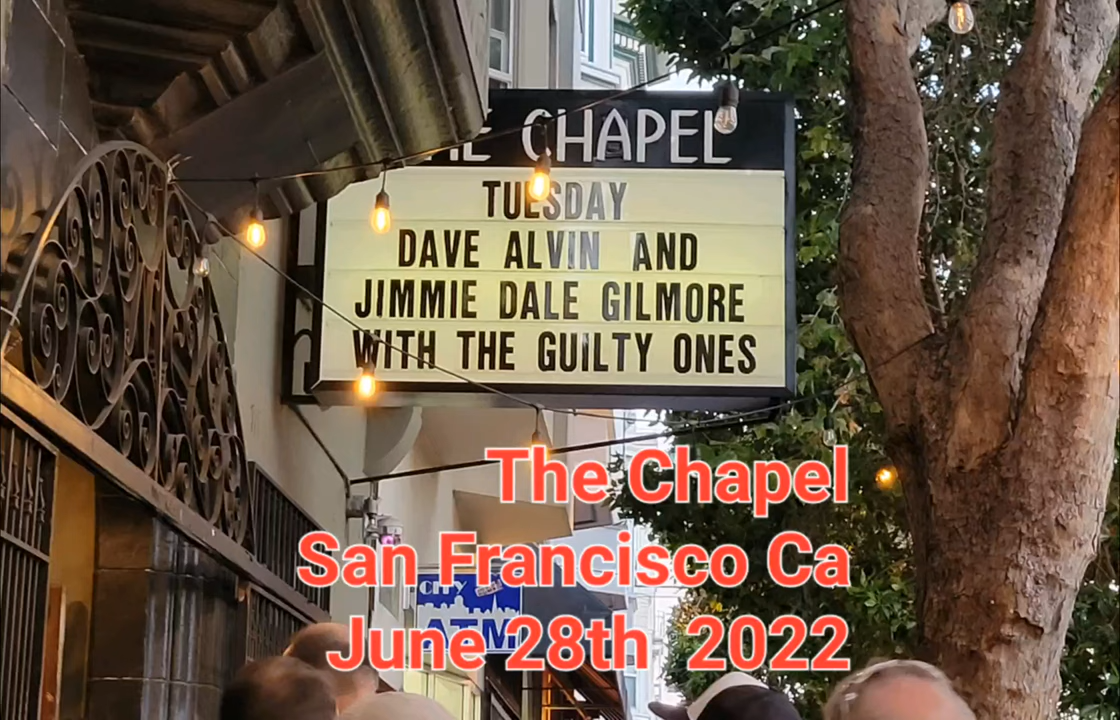 CHAPEL
TUESDAY
DAVE ALVIN AND
JIMMIE DALE GILMORE
WITH THE GUILTY ONES
The Chapel
San Francisco Ca
CITY
ATM
June 28th 2022